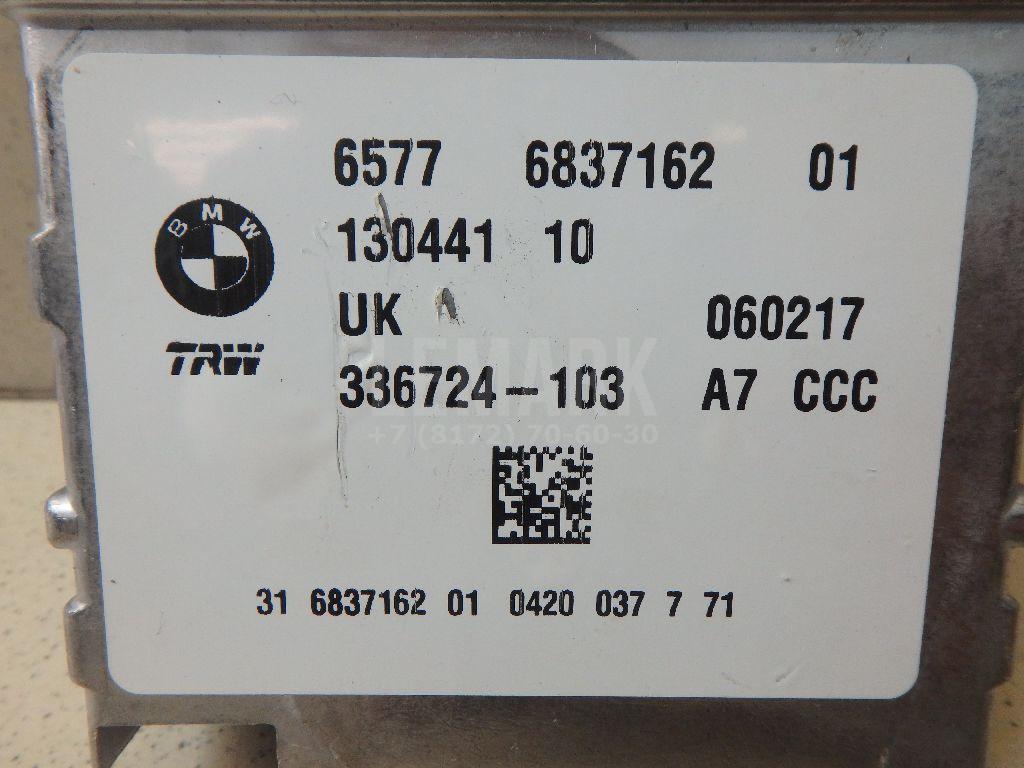 6577 6837162 01
130441 10
BMW
UK 060217
TRW
336724-103 A7 CCC
LEMARK
+7 (8172) 70-60-30
31 6837162 01 0420 037 7 71